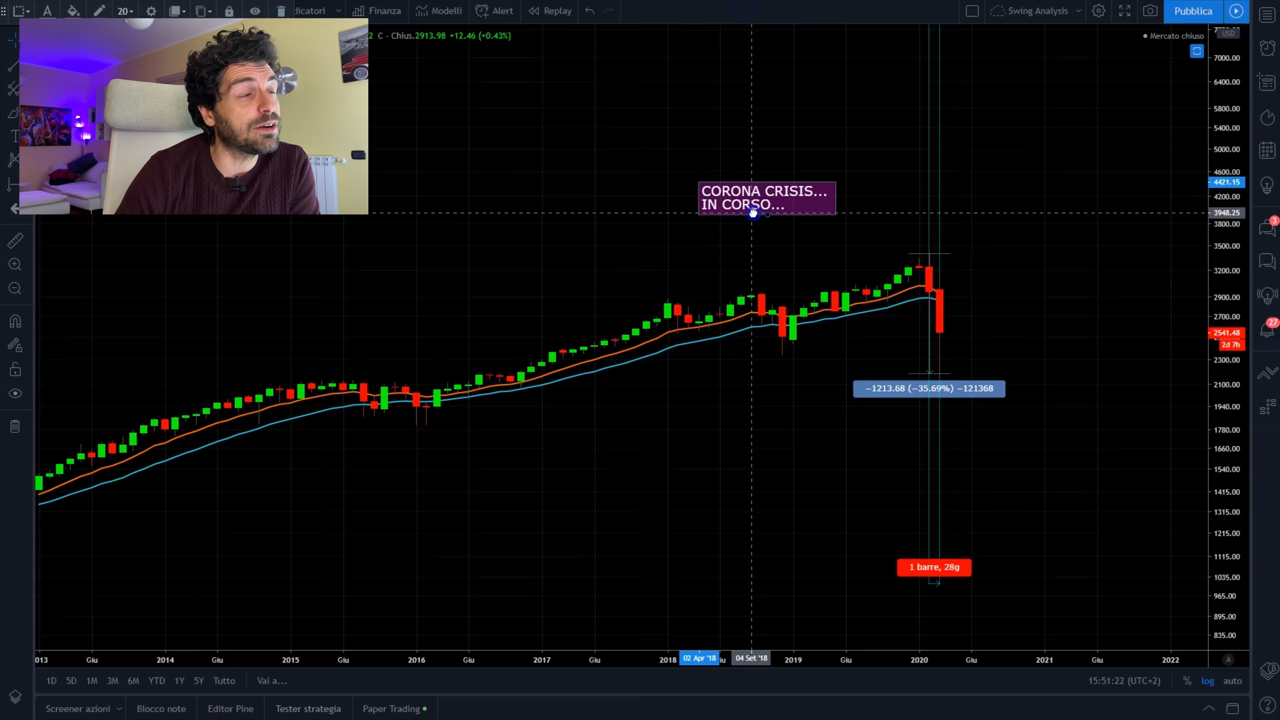 20
dicatori
Finanza
Modelli
Alert
Replay
Swing Analysis
Pubblica
2 C - Chius.2913.98 +12.46 (+0.43%)
Mercato chiuso
USD
7000.00
6400.00
5800.00
5400.00
5000.00
4600.00
4421.15
4200.00
3948.25
3800.00
3500.00
3200.00
2900.00
2700.00
2541.48
2d 7h
2300.00
2100.00
1940.00
1780.00
1660.00
1540.00
1415.00
1315.00
1215.00
1115.00
1035.00
965.00
895.00
835.00
CORONA CRISIS...
IN CORSO...
−1213.68 (−35.69%) −121368
1 barre, 28g
3
27
013 Giu 2014 Giu 2015 Giu 2016 Giu 2017 Giu 2018 02 Apr '18 iu 04 Set '18 2019 Giu 2020 Giu 2021 Giu 2022 A
1D 5D 1M 3M 6M YTD 1Y 5Y Tutto Vai a...
15:51:22 (UTC+2) % log auto
Screener azioni Blocco note Editor Pine Tester strategia Paper Trading